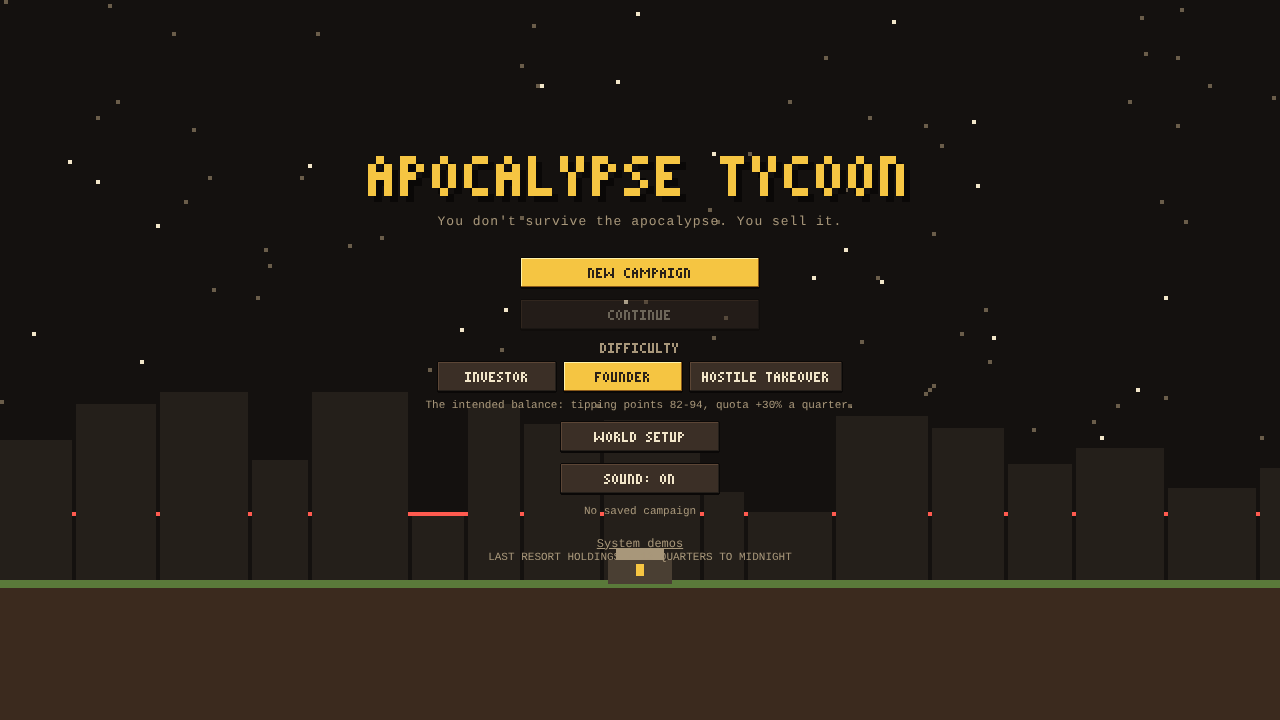 APOCALYPSE TYCOON
You don't survive the apocalypse. You sell it.
NEW CAMPAIGN
CONTINUE
DIFFICULTY
INVESTOR
FOUNDER
HOSTILE TAKEOVER
The intended balance: tipping points 82-94, quota +30% a quarter.
WORLD SETUP
SOUND: ON
No saved campaign
System demos
LAST RESORT HOLDINGS QUARTERS TO MIDNIGHT